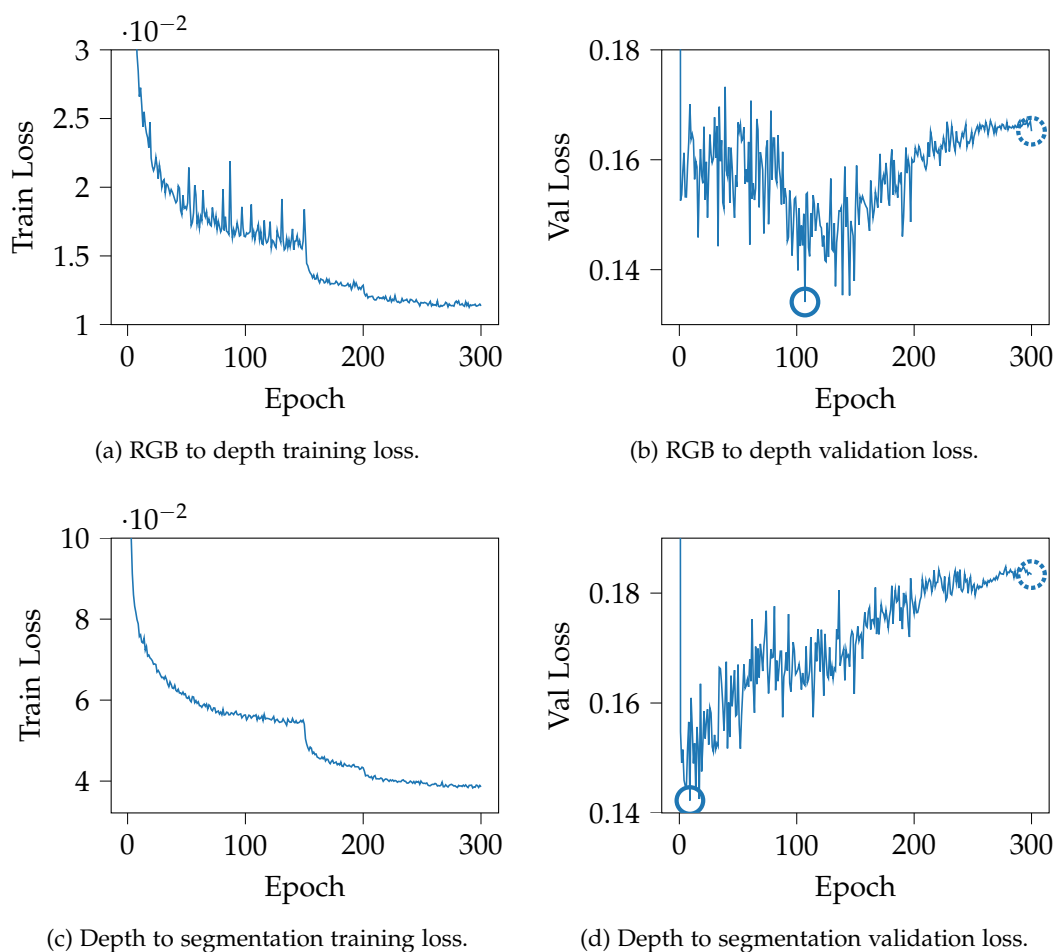 ·10⁻²
3
2.5
2
1.5
1
Train Loss
0 100 200 300
Epoch
(a) RGB to depth training loss.
0.18
0.16
0.14
Val Loss
0 100 200 300
Epoch
(b) RGB to depth validation loss.
·10⁻²
10
8
6
4
Train Loss
0 100 200 300
Epoch
(c) Depth to segmentation training loss.
0.18
0.16
0.14
Val Loss
0 100 200 300
Epoch
(d) Depth to segmentation validation loss.